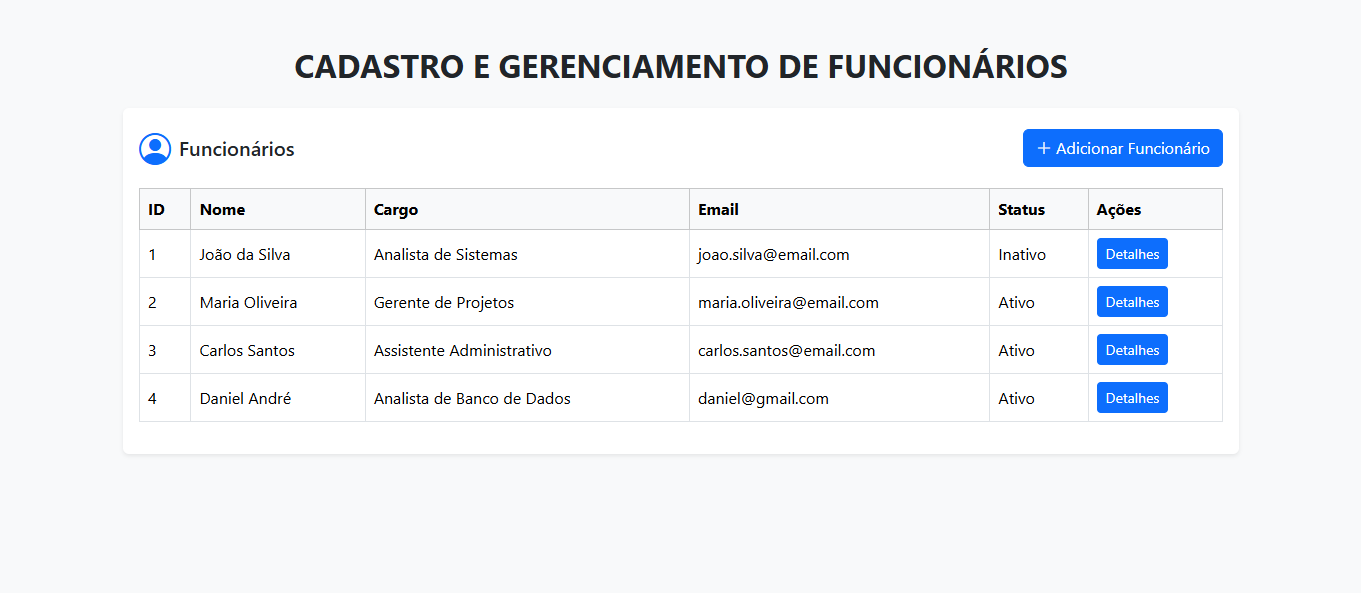 CADASTRO E GERENCIAMENTO DE FUNCIONÁRIOS
Funcionários
+ Adicionar Funcionário
ID Nome Cargo Email Status Ações
1 João da Silva Analista de Sistemas joao.silva@email.com Inativo Detalhes
2 Maria Oliveira Gerente de Projetos maria.oliveira@email.com Ativo Detalhes
3 Carlos Santos Assistente Administrativo carlos.santos@email.com Ativo Detalhes
4 Daniel André Analista de Banco de Dados daniel@gmail.com Ativo Detalhes